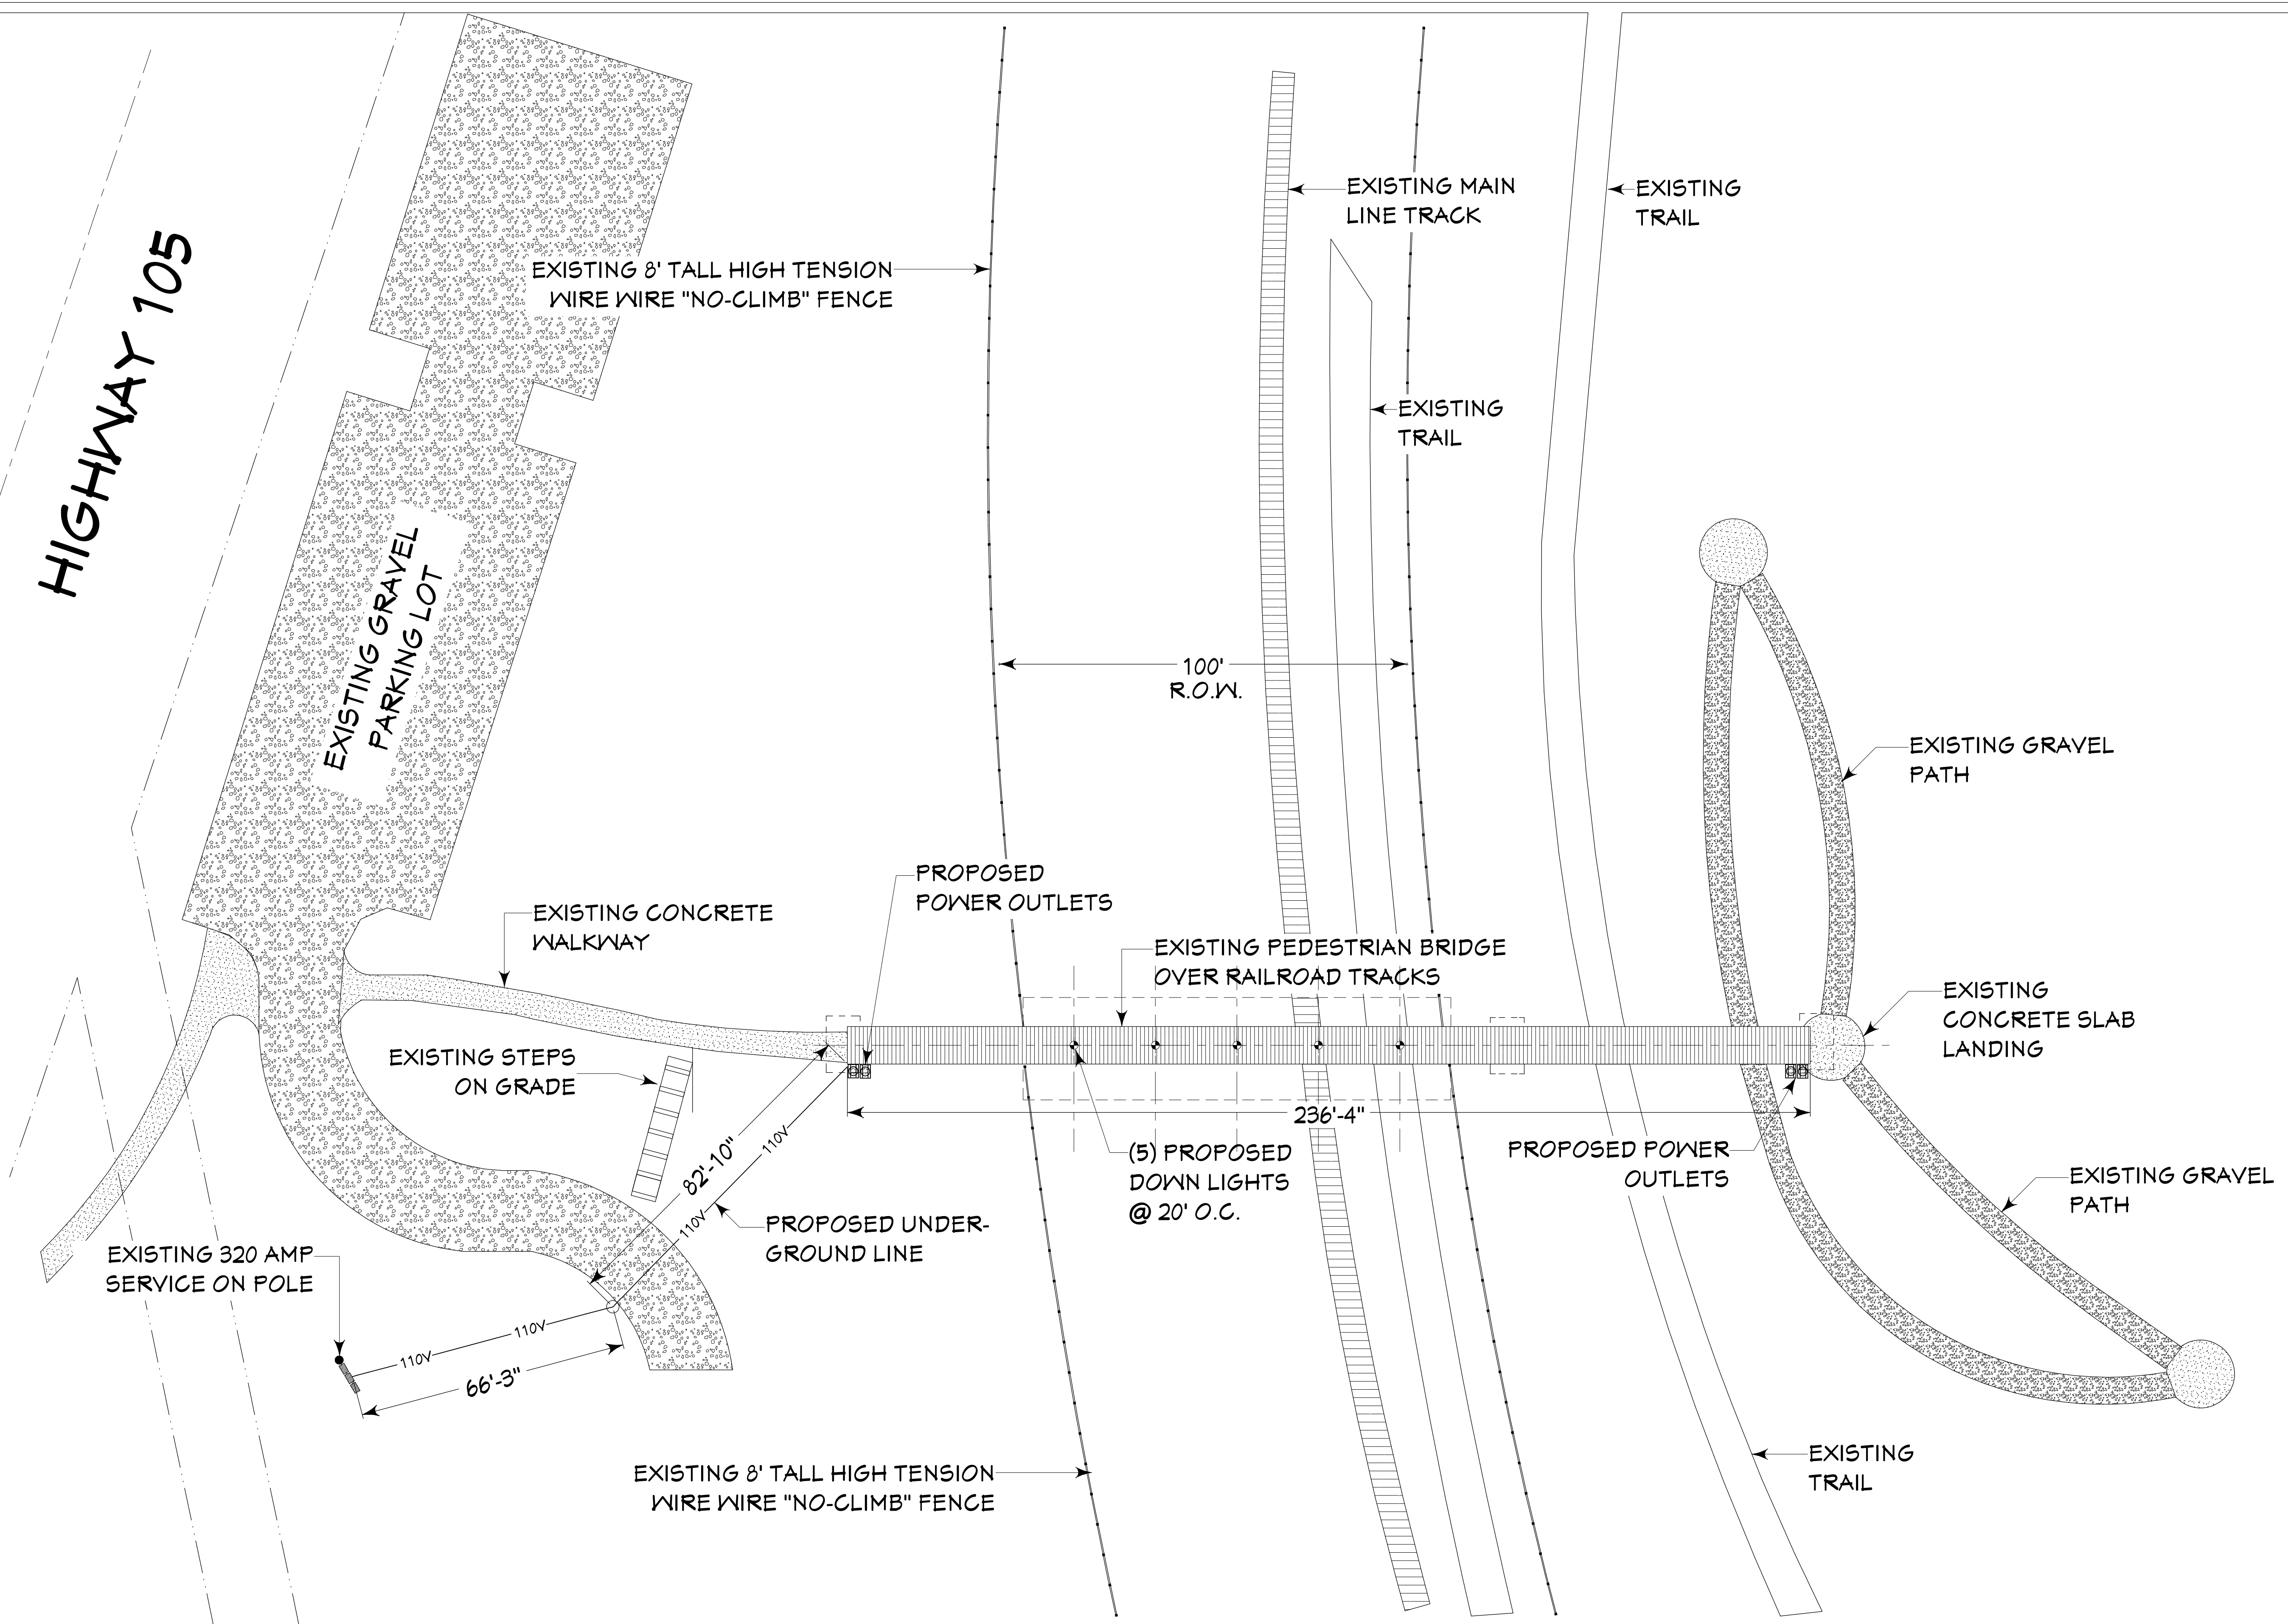 HIGHWAY 105
EXISTING MAIN
LINE TRACK
EXISTING
TRAIL
EXISTING 8' TALL HIGH TENSION
WIRE WIRE "NO-CLIMB" FENCE
EXISTING
TRAIL
EXISTING GRAVEL
PARKING LOT
100'
R.O.W.
EXISTING GRAVEL
PATH
PROPOSED
POWER OUTLETS
EXISTING CONCRETE
WALKWAY
EXISTING PEDESTRIAN BRIDGE
OVER RAILROAD TRACKS
EXISTING
CONCRETE SLAB
LANDING
EXISTING STEPS
ON GRADE
236'-4"
82'-10"
110V
110V
(5) PROPOSED
DOWN LIGHTS
@ 20' O.C.
PROPOSED POWER
OUTLETS
EXISTING GRAVEL
PATH
PROPOSED UNDER-
GROUND LINE
EXISTING 320 AMP
SERVICE ON POLE
110V
110V
66'-3"
EXISTING 8' TALL HIGH TENSION
WIRE WIRE "NO-CLIMB" FENCE
EXISTING
TRAIL